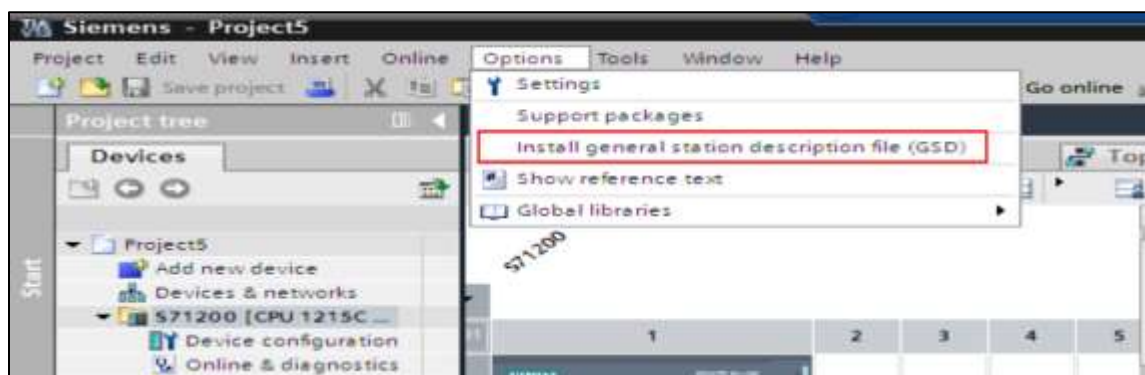 Siemens - Project5
Project Edit View Insert Online Options Tools Window Help
Save project
Settings
Go online
Project tree
Support packages
Devices
Install general station description file (GSD)
Top
Show reference text
Global libraries
Project5
S71200
Add new device
Start
Devices & networks
S71200 [CPU 1215C ...
Device configuration
1 2 3 4 5
Online & diagnostics